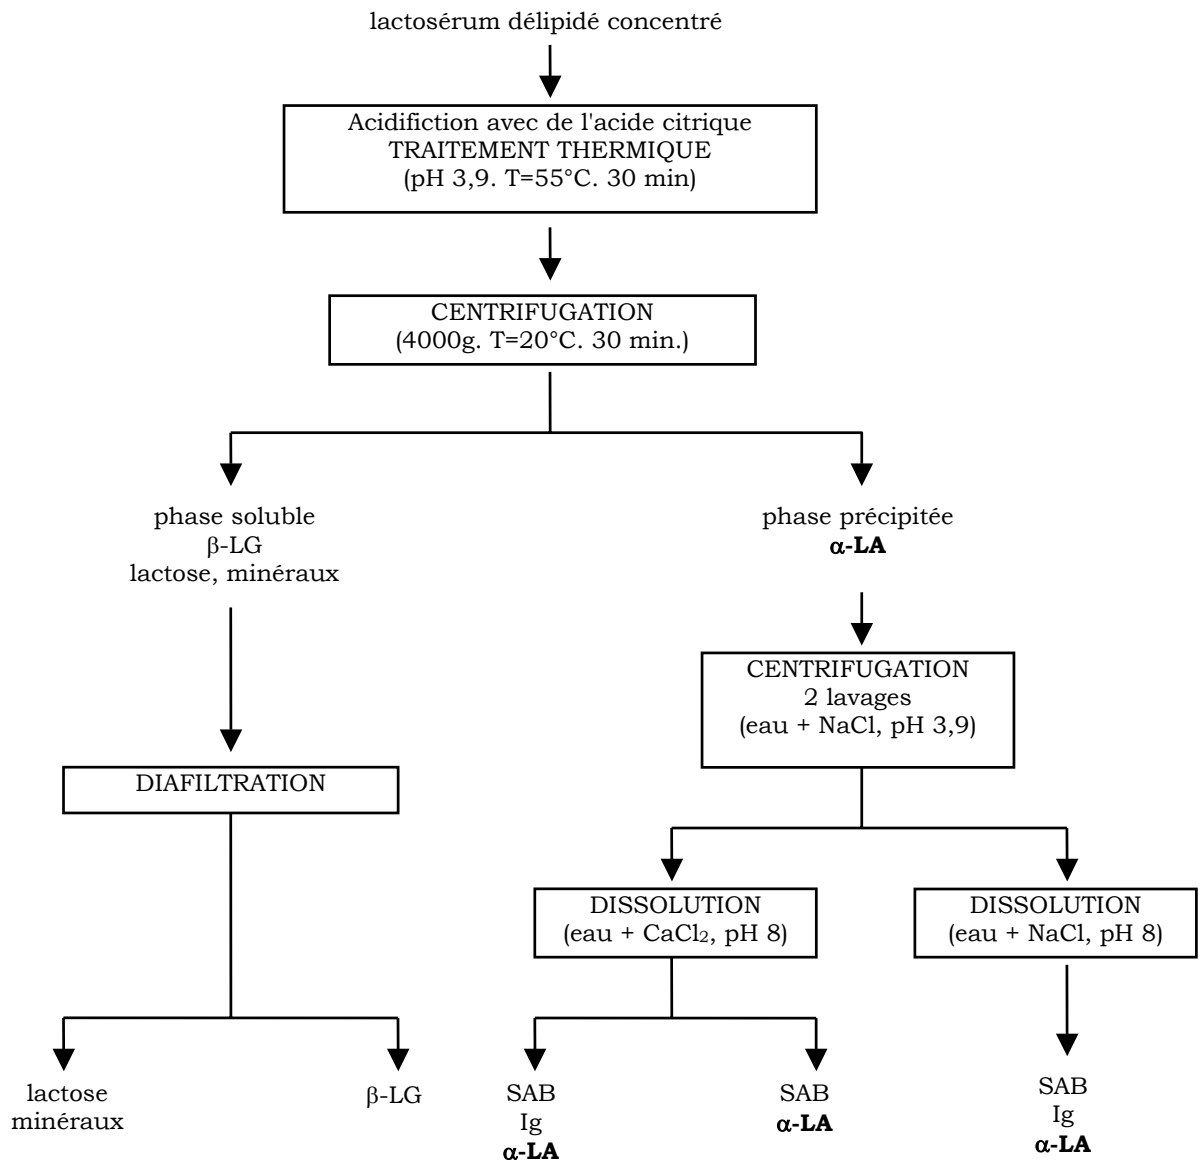 lactosérum délipidé concentré
Acidifiction avec de l'acide citrique
TRAITEMENT THERMIQUE
(pH 3,9. T=55°C. 30 min)
CENTRIFUGATION
(4000g. T=20°C. 30 min.)
phase soluble
β-LG
lactose, minéraux
phase précipitée
α-LA
CENTRIFUGATION
2 lavages
(eau + NaCl, pH 3,9)
DIAFILTRATION
DISSOLUTION
(eau + CaCl₂, pH 8)
DISSOLUTION
(eau + NaCl, pH 8)
lactose
minéraux
β-LG
SAB
Ig
α-LA
SAB
α-LA
SAB
Ig
α-LA